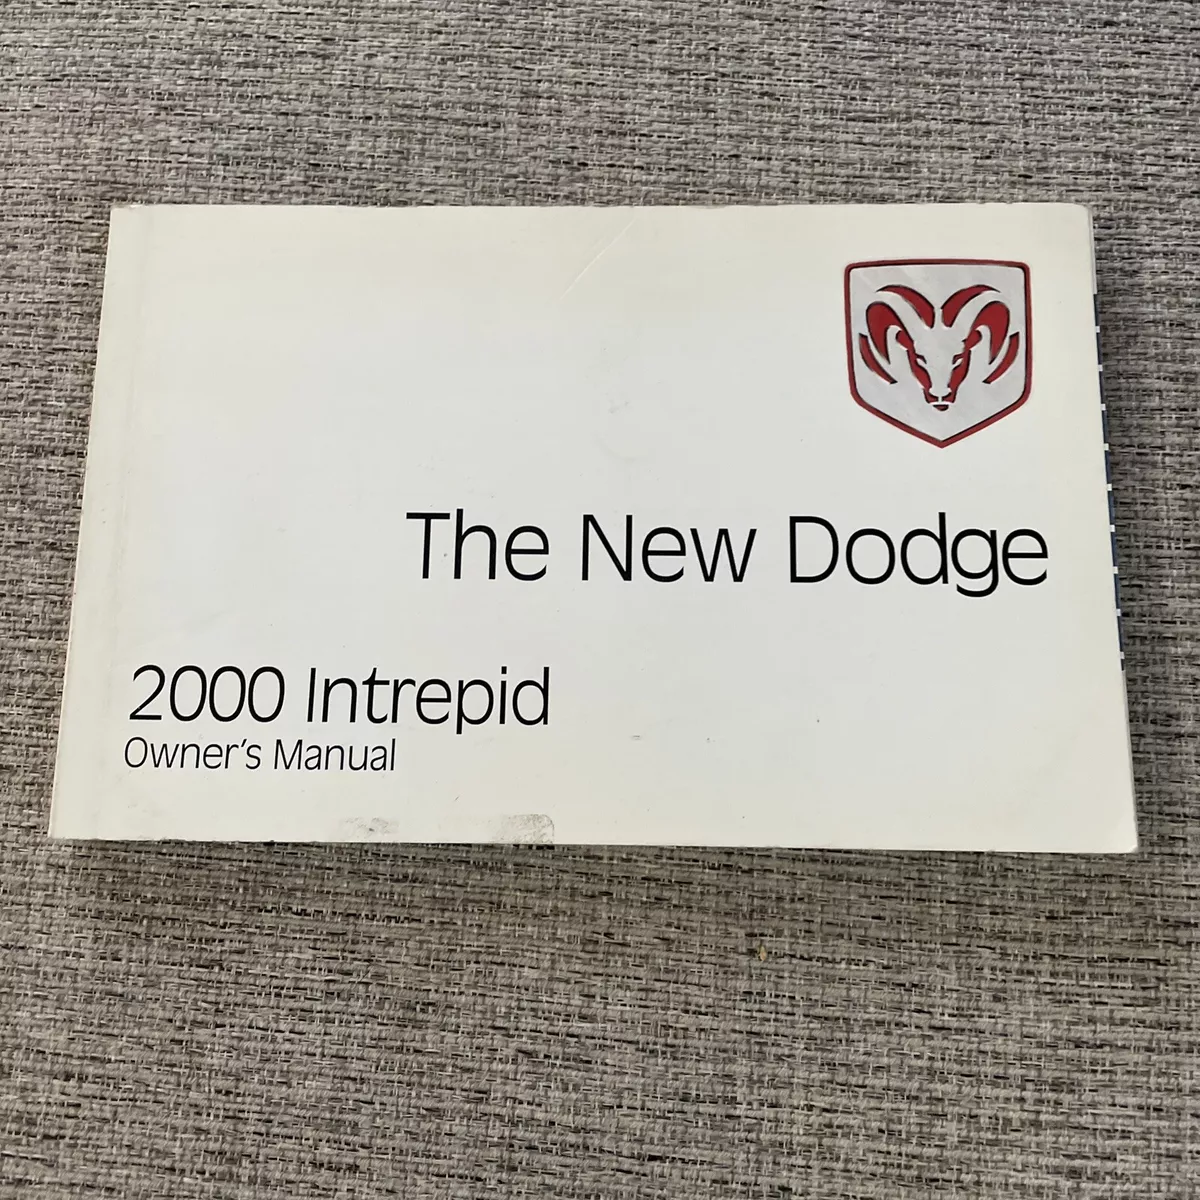 The New Dodge
2000 Intrepid
Owner's Manual